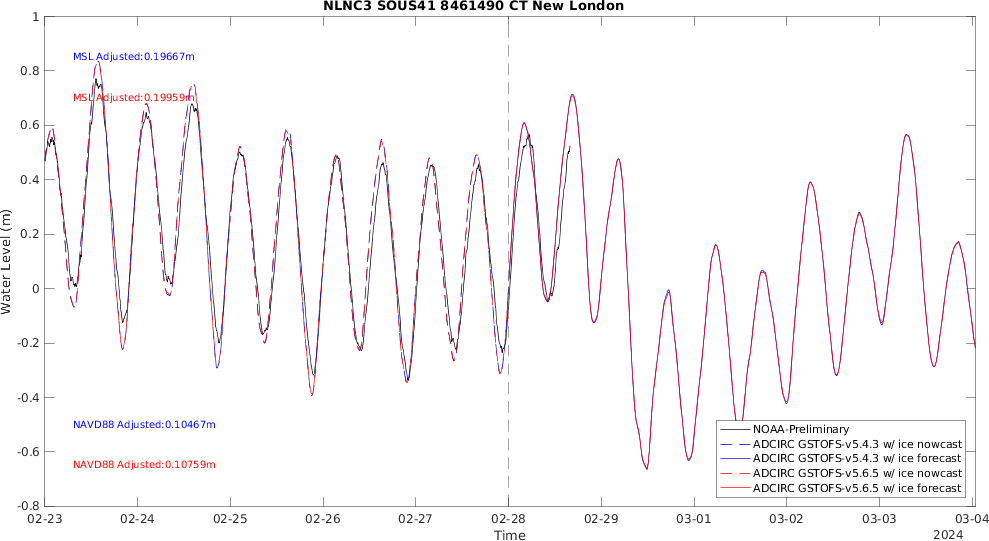 NLNC3 SOUS41 8461490 CT New London
1
0.8
0.6
0.4
0.2
0
-0.2
-0.4
-0.6
-0.8
Water Level (m)
MSL Adjusted:0.19667m
MSL Adjusted:0.19959m
NAVD88 Adjusted:0.10467m
NAVD88 Adjusted:0.10759m
NOAA-Preliminary
ADCIRC GSTOFS-v5.4.3 w/ ice nowcast
ADCIRC GSTOFS-v5.4.3 w/ ice forecast
ADCIRC GSTOFS-v5.6.5 w/ ice nowcast
ADCIRC GSTOFS-v5.6.5 w/ ice forecast
02-23 02-24 02-25 02-26 02-27 02-28 02-29 03-01 03-02 03-03 03-04
Time
2024